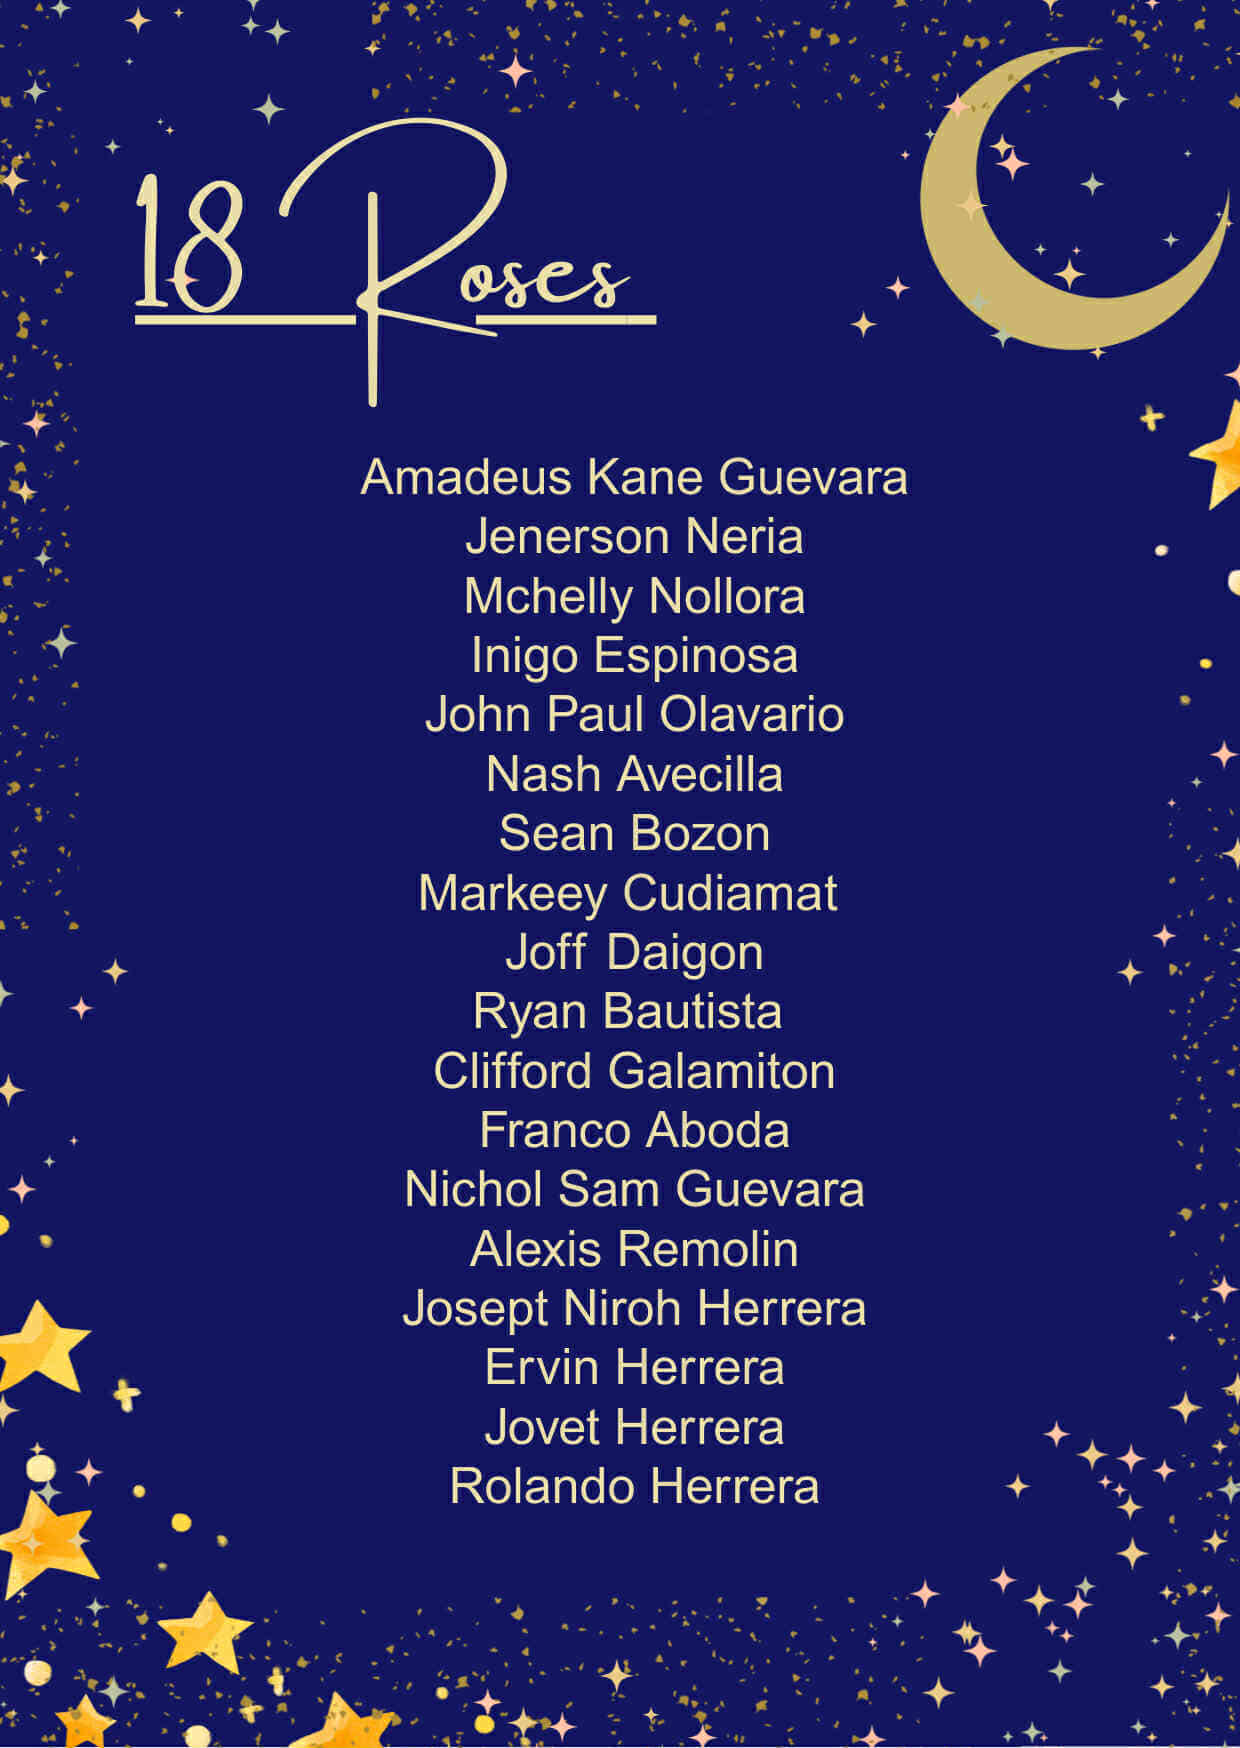 18 Roses
Amadeus Kane Guevara
Jenerson Neria
Mchelly Nollora
Inigo Espinosa
John Paul Olavario
Nash Avecilla
Sean Bozon
Markeey Cudiamat
Joff Daigon
Ryan Bautista
Clifford Galamiton
Franco Aboda
Nichol Sam Guevara
Alexis Remolin
Josept Niroh Herrera
Ervin Herrera
Jovet Herrera
Rolando Herrera